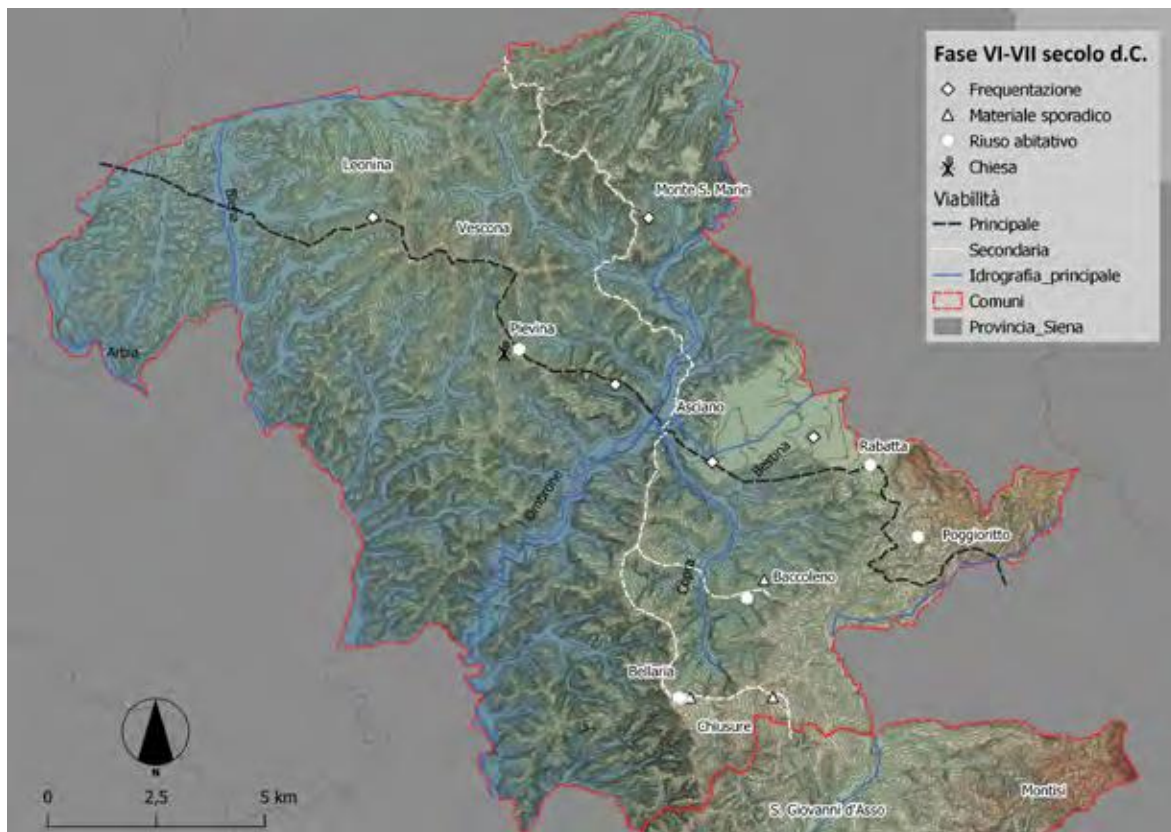 Fase VI-VII secolo d.C.
Frequentazione
Materiale sporadico
Riuso abitativo
Chiesa
Viabilità
Principale
Secondaria
Idrografia_principale
Comuni
Provincia_Siena
Leonina
Monte S. Marie
Vescona
Biena
Pievina
Arbia
Asciano
Bestina
Rabatta
Ombrone
Poggioritto
Copra
Baccoleno
Bellaria
Chiusure
Montisi
S. Giovanni d'Asso
N
0 2,5 5 km